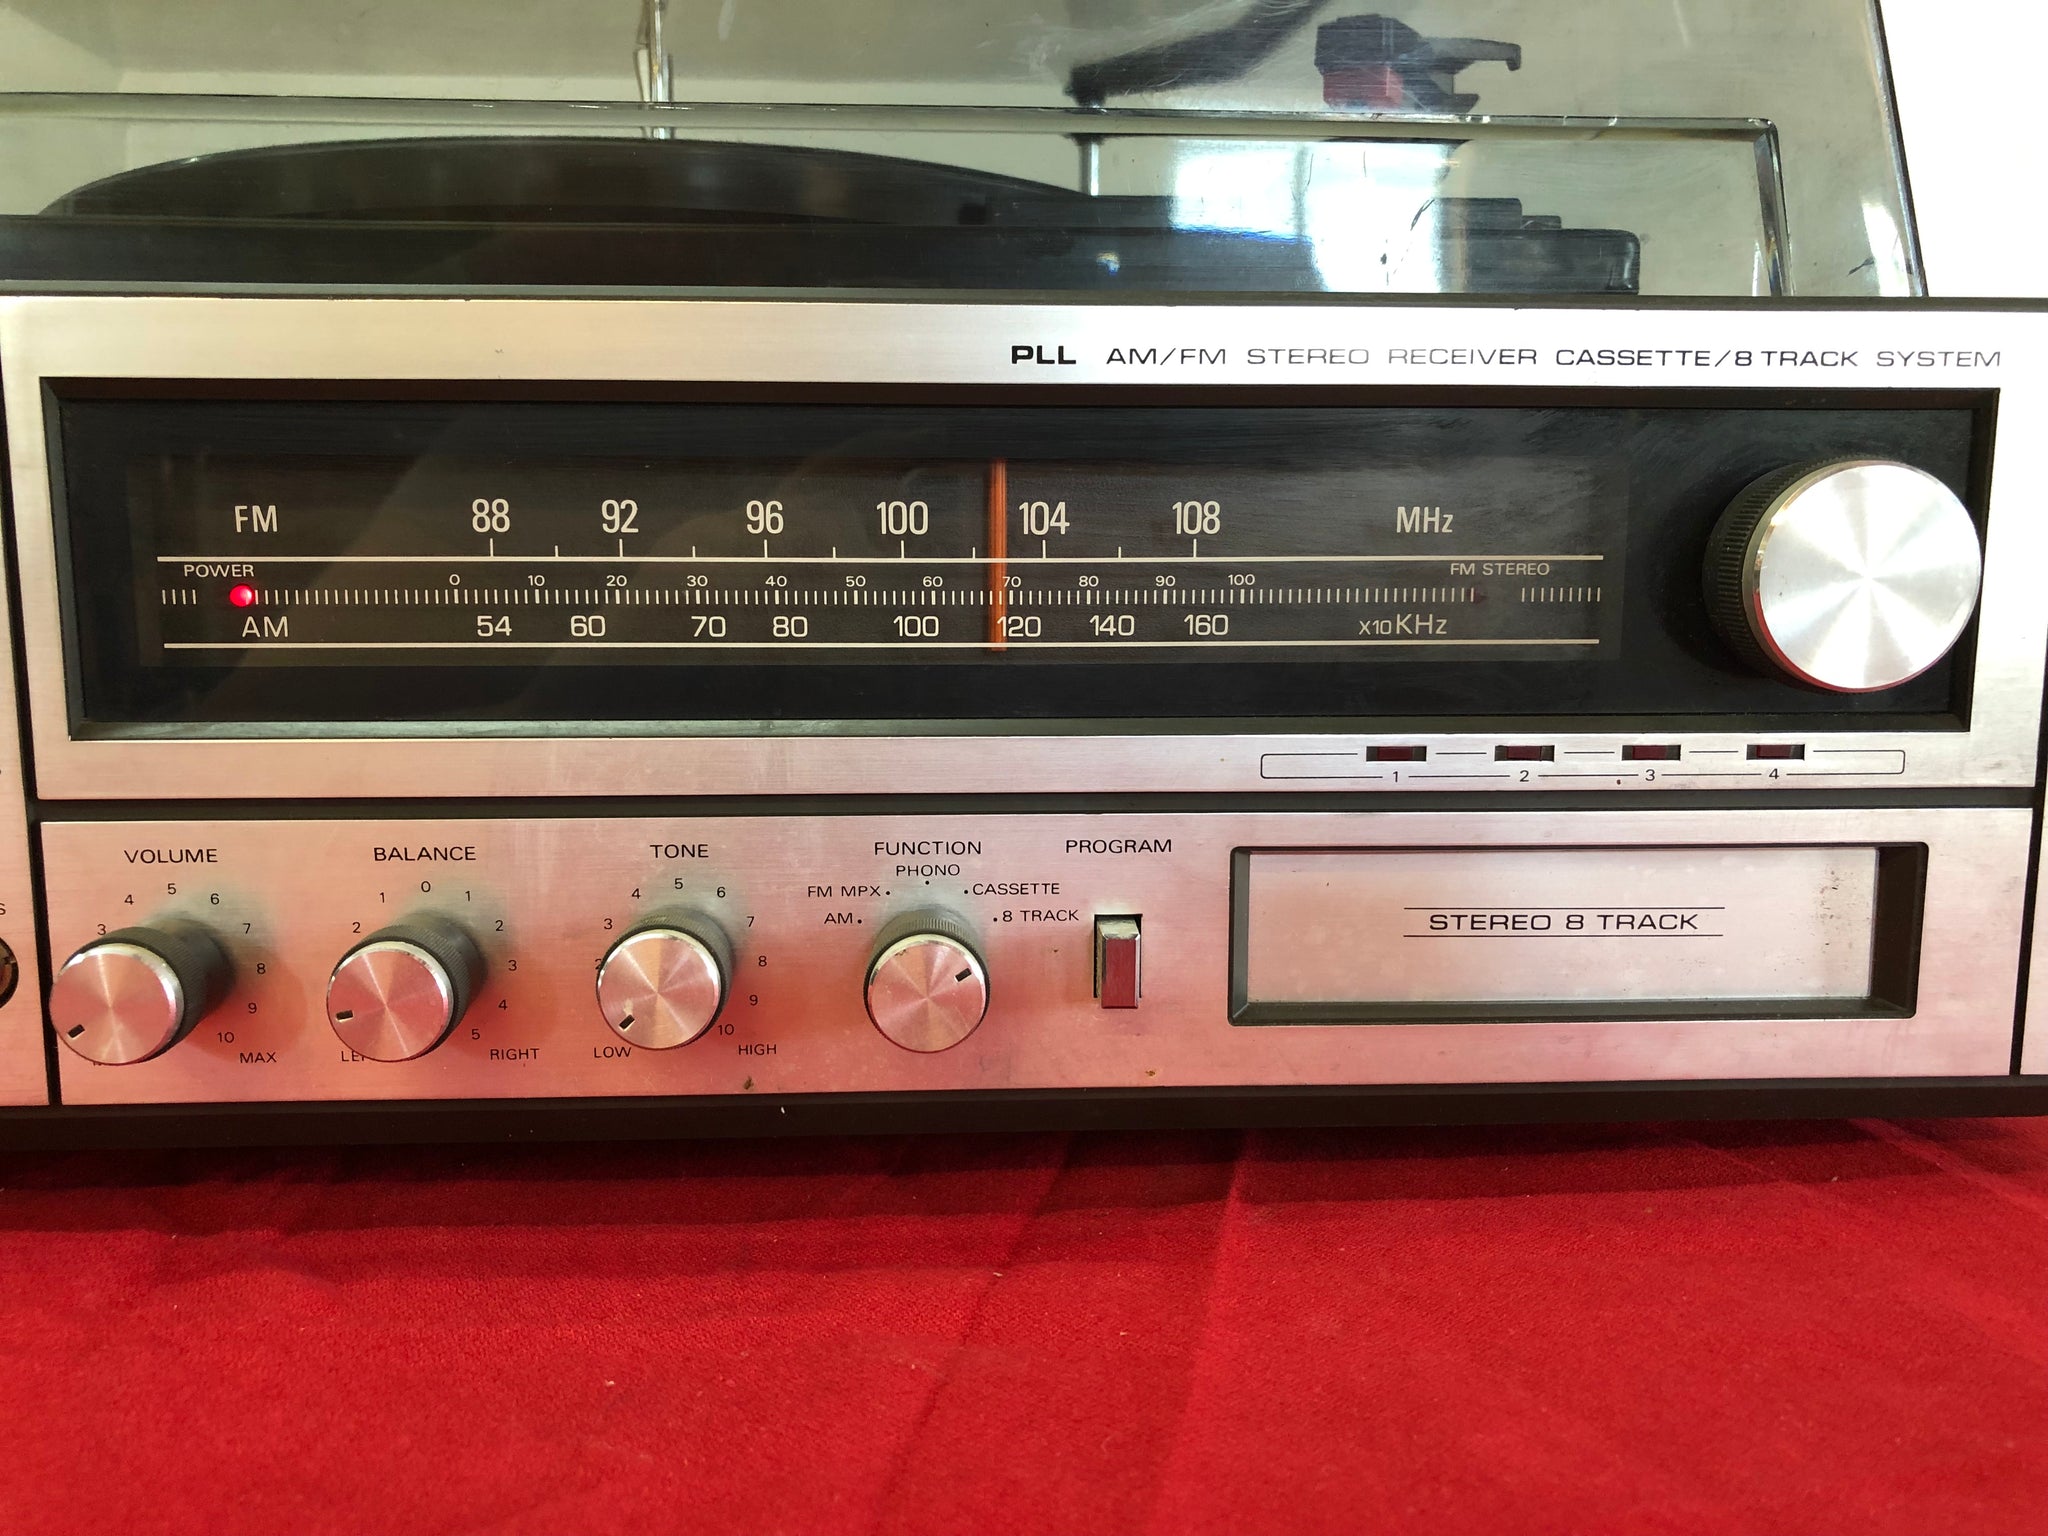 PLL AM/FM STEREO RECEIVER CASSETTE/8 TRACK SYSTEM
FM 88 92 96 100 104 108 MHz
POWER FM STEREO
0 10 20 30 40 50 60 70 80 90 100
AM 54 60 70 80 100 120 140 160 x10KHz
1 2 3 4
VOLUME
3 4 5 6 7 8 9 10
MAX
BALANCE
2 1 0 1 2 3 4 5
RIGHT
TONE
3 4 5 6 7 8 9 10
LOW HIGH
FUNCTION
PHONO
FM MPX CASSETTE
AM 8 TRACK
PROGRAM
STEREO 8 TRACK